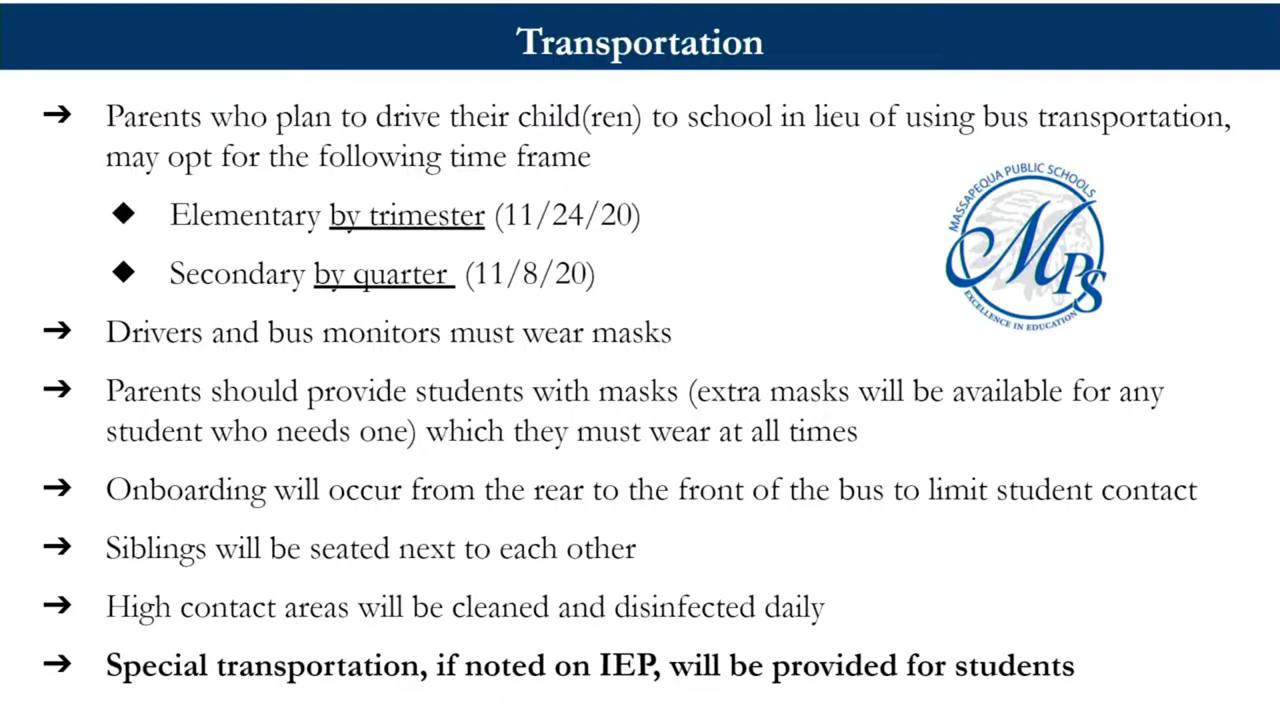 Transportation
➔ Parents who plan to drive their child(ren) to school in lieu of using bus transportation,
may opt for the following time frame
◆ Elementary by trimester (11/24/20)
◆ Secondary by quarter (11/8/20)
MASSAPEQUA PUBLIC SCHOOLS
MPS
EXCELLENCE IN EDUCATION
➔ Drivers and bus monitors must wear masks
➔ Parents should provide students with masks (extra masks will be available for any
student who needs one) which they must wear at all times
➔ Onboarding will occur from the rear to the front of the bus to limit student contact
➔ Siblings will be seated next to each other
➔ High contact areas will be cleaned and disinfected daily
➔ Special transportation, if noted on IEP, will be provided for students